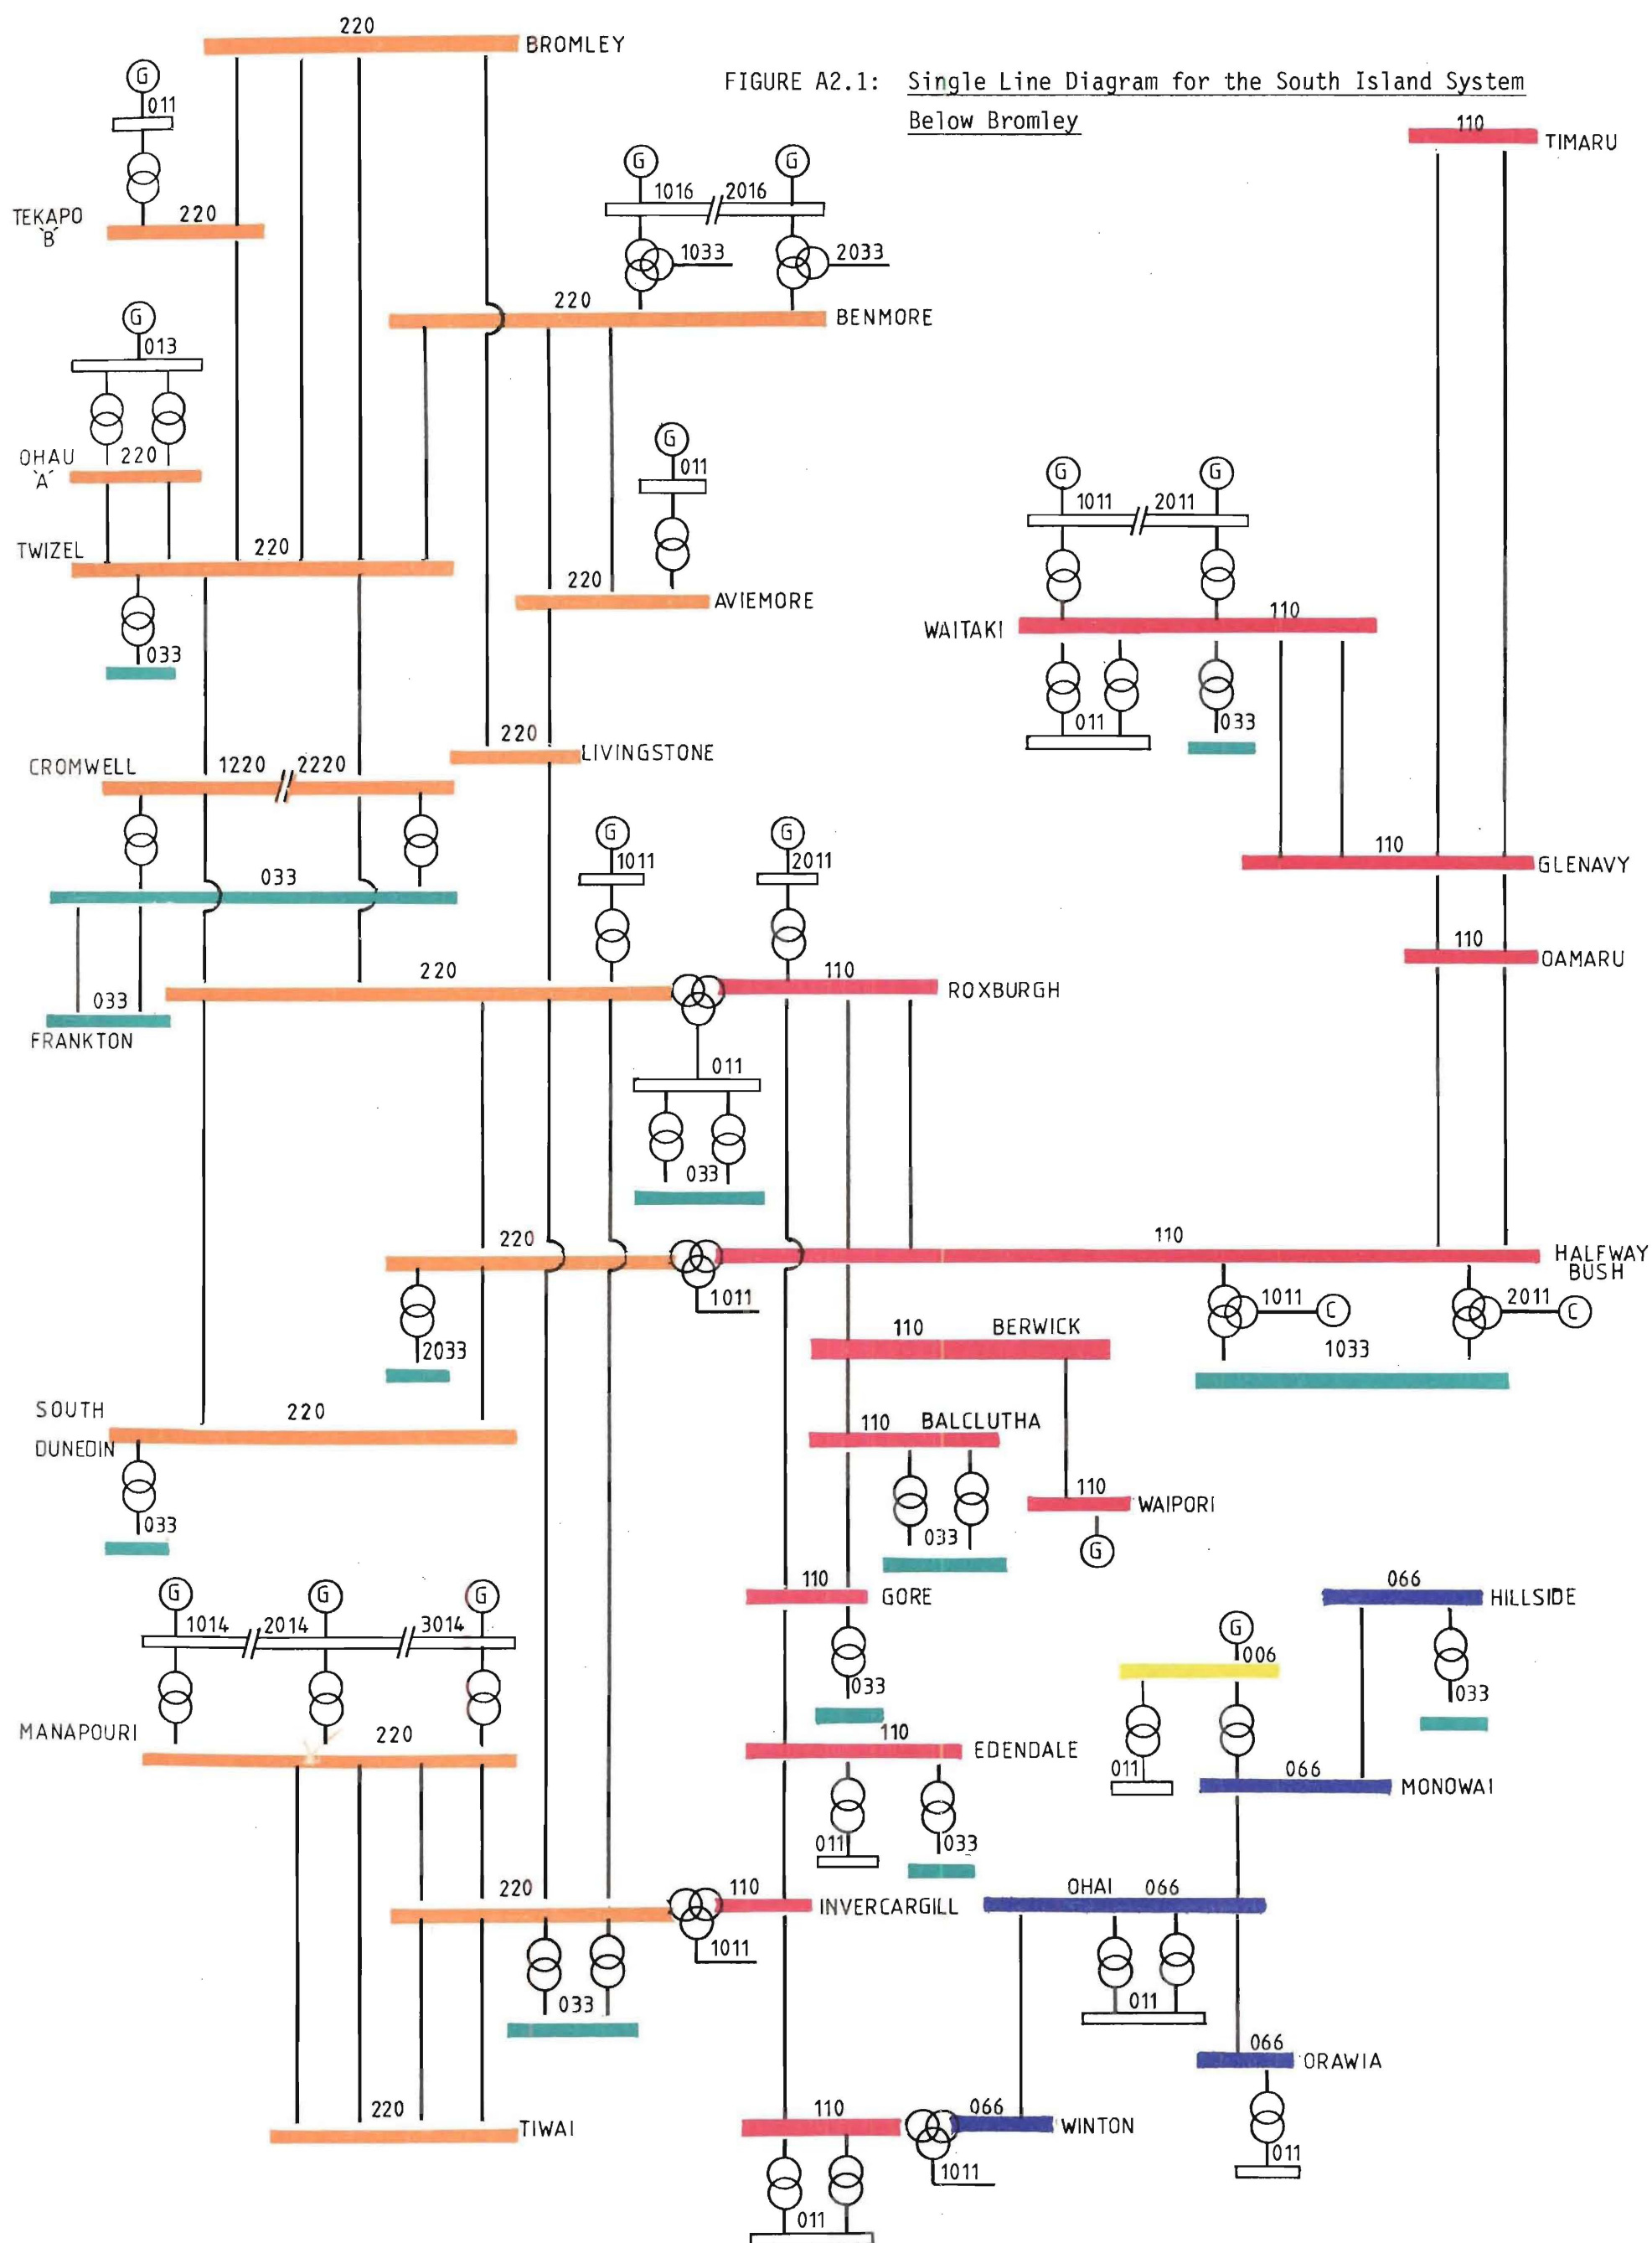 220
BROMLEY
FIGURE A2.1: Single Line Diagram for the South Island System
Below Bromley
G
011
110
TIMARU
G
G
1016
2016
TEKAPO
'B'
220
1033
2033
220
BENMORE
G
013
G
011
OHAU
'A'
220
G
G
1011
2011
TWIZEL
220
220
AVIEMORE
110
WAITAKI
033
011
033
220
LIVINGSTONE
CROMWELL
1220
2220
G
1011
G
2011
110
GLENAVY
033
110
OAMARU
220
110
ROXBURGH
033
FRANKTON
011
033
220
110
HALFWAY
BUSH
1011
1011
C
2011
C
2033
110
BERWICK
1033
SOUTH
DUNEDIN
220
110
BALCLUTHA
110
WAIPORI
033
033
G
G
G
G
1014
2014
3014
110
GORE
066
HILLSIDE
G
006
033
033
MANAPOURI
220
110
EDENDALE
011
066
MONOWAI
011
033
220
110
INVERCARGILL
OHAI
066
1011
033
011
066
ORAWIA
220
TIWAI
110
066
WINTON
1011
011
011